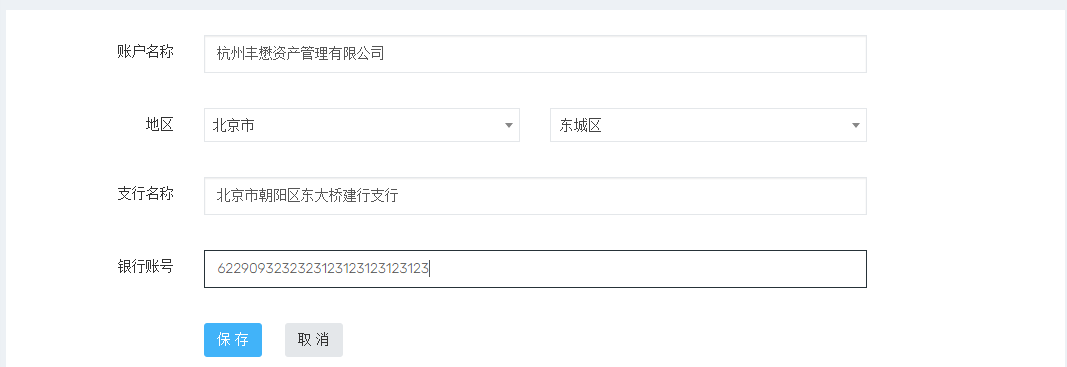 账户名称 杭州丰懋资产管理有限公司
地区 北京市 东城区
支行名称 北京市朝阳区东大桥建行支行
银行账号 6229093232323123123123123123
保存 取消